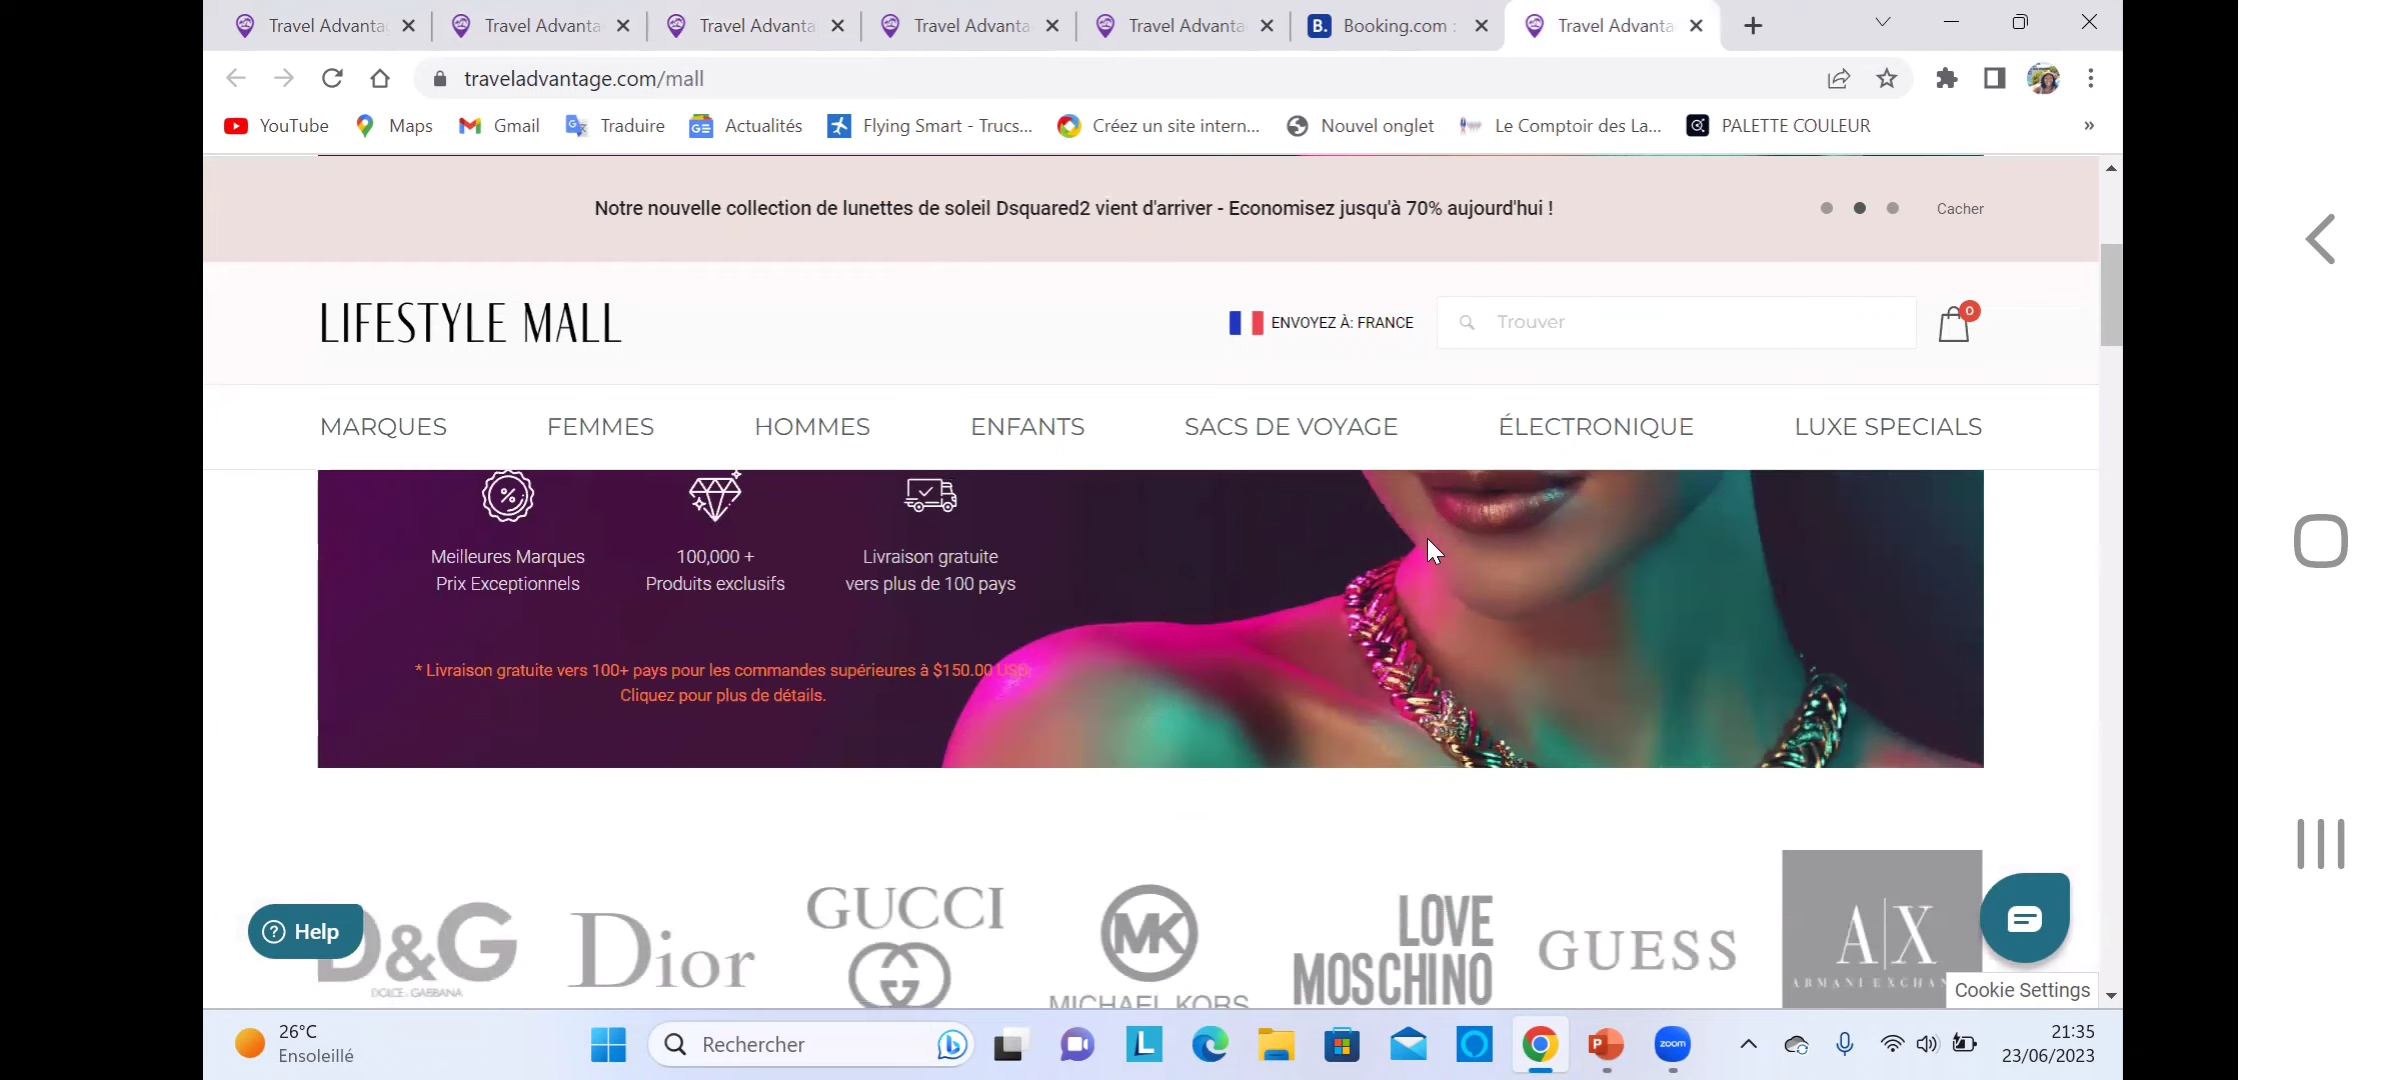 Travel Advanta
Travel Advanta
Travel Advanta
Travel Advanta
Travel Advanta
B. Booking.com :
Travel Advanta
traveladvantage.com/mall
YouTube
Maps
Gmail
Traduire
Actualités
Flying Smart - Trucs...
Créez un site intern...
Nouvel onglet
Le Comptoir des La...
PALETTE COULEUR
»
Notre nouvelle collection de lunettes de soleil Dsquared2 vient d'arriver - Economisez jusqu'à 70% aujourd'hui !
Cacher
LIFESTYLE MALL
ENVOYEZ À: FRANCE
Trouver
0
MARQUES
FEMMES
HOMMES
ENFANTS
SACS DE VOYAGE
ÉLECTRONIQUE
LUXE SPECIALS
Meilleures Marques
Prix Exceptionnels
100,000 +
Produits exclusifs
Livraison gratuite
vers plus de 100 pays
* Livraison gratuite vers 100+ pays pour les commandes supérieures à $150.00 USD.
Cliquez pour plus de détails.
? Help
D&G
DOLCE & GABBANA
Dior
GUCCI
MK
MICHAEL KORS
LOVE
MOSCHINO
GUESS
A|X
ARMANI EXCHAN
Cookie Settings
26°C
Ensoleillé
Rechercher
L
P
zoom
21:35
23/06/2023